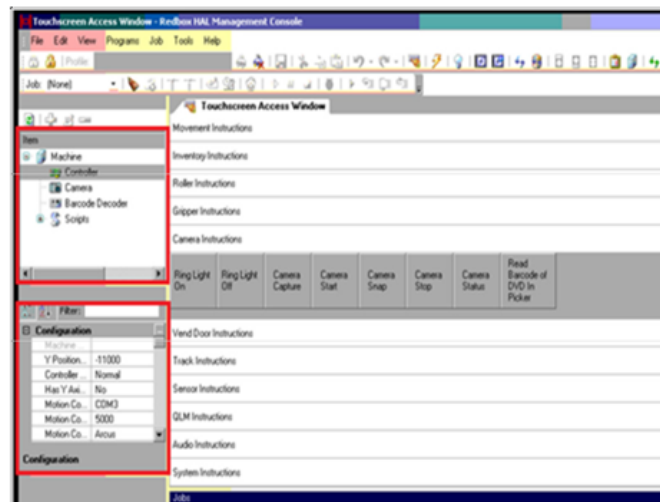 Touchscreen Access Window - Redbox HAL Management Console
File Edit View Programs Job Tools Help
Profile
Job: (None)
Touchscreen Access Window
Item
Machine
Controller
Camera
Barcode Decoder
Scripts
Movement Instructions
Inventory Instructions
Roller Instructions
Gripper Instructions
Camera Instructions
Ring Light On
Ring Light Off
Camera Capture
Camera Start
Camera Snap
Camera Stop
Camera Status
Read Barcode of DVD In Picker
Filter:
Configuration
Machine
Y Position... -11000
Controller ... Normal
Has Y Axi... No
Motion Co... COM3
Motion Co... 5000
Motion Co... Arcus
Configuration
Vend Door Instructions
Track Instructions
Sensor Instructions
QLM Instructions
Audio Instructions
System Instructions
Jobs